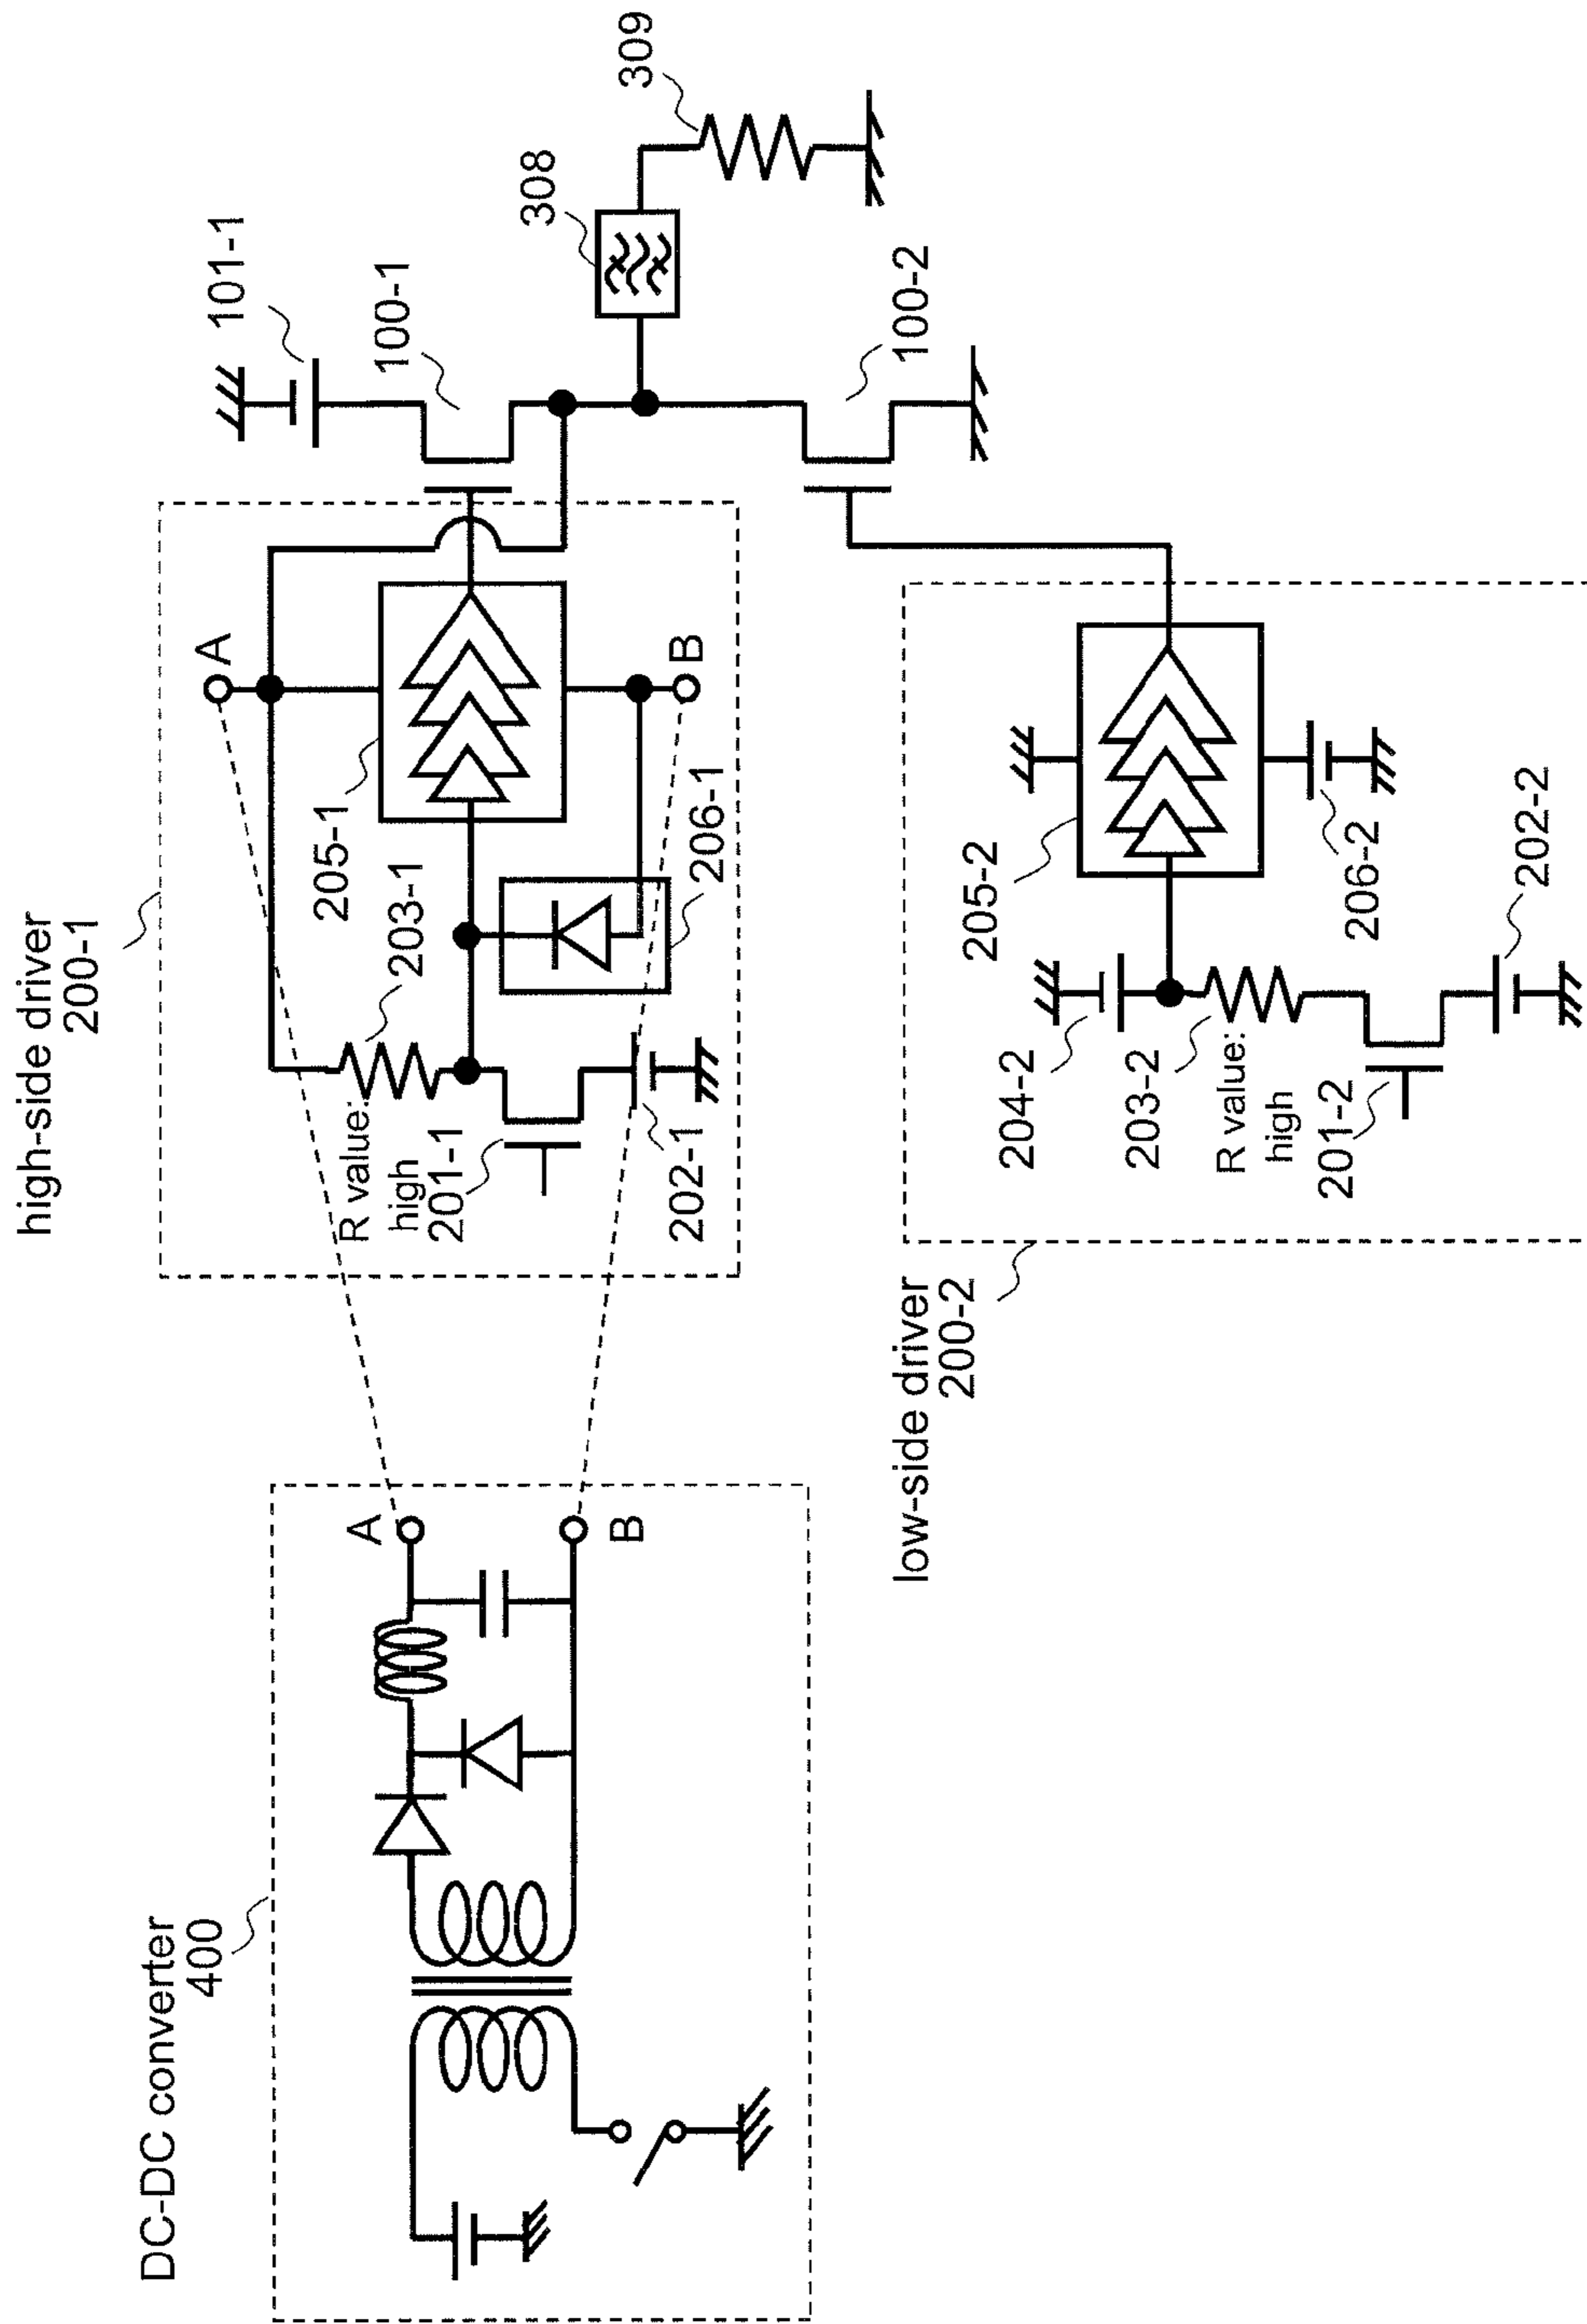 DC-DC converter
400
A
B
high-side driver
200-1
A
B
205-1
203-1
R value:
high
201-1
202-1
206-1
101-1
100-1
308
309
100-2
low-side driver
200-2
205-2
204-2
203-2
R value:
high
201-2
206-2
202-2